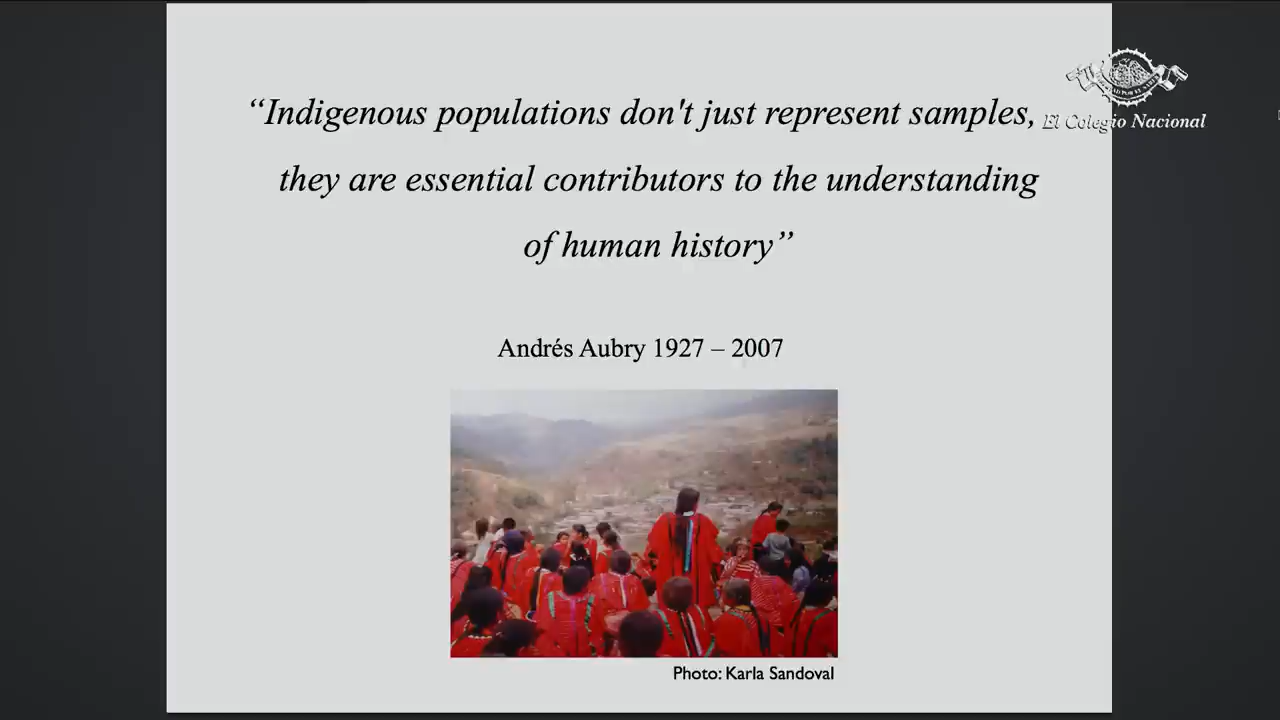 “Indigenous populations don't just represent samples,
El Colegio Nacional
they are essential contributors to the understanding
of human history”
Andrés Aubry 1927 – 2007
Photo: Karla Sandoval